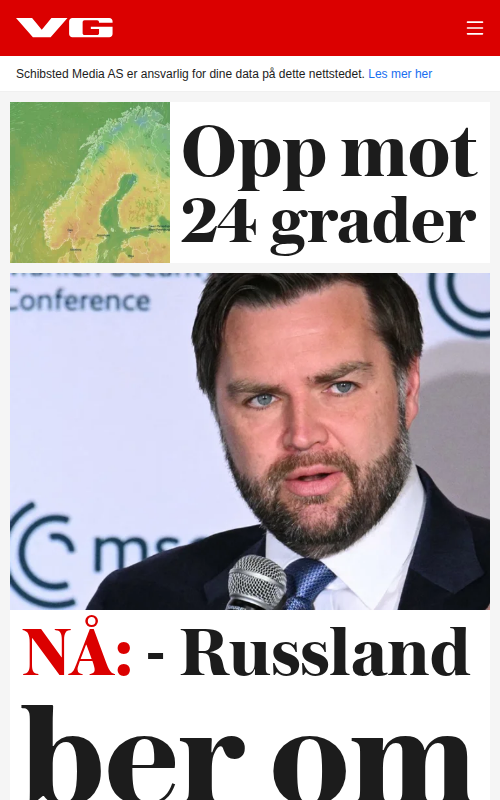 VG
Schibsted Media AS er ansvarlig for dine data på dette nettstedet. Les mer her
Opp mot
24 grader
Conference
msc
NÅ: - Russland
ber om